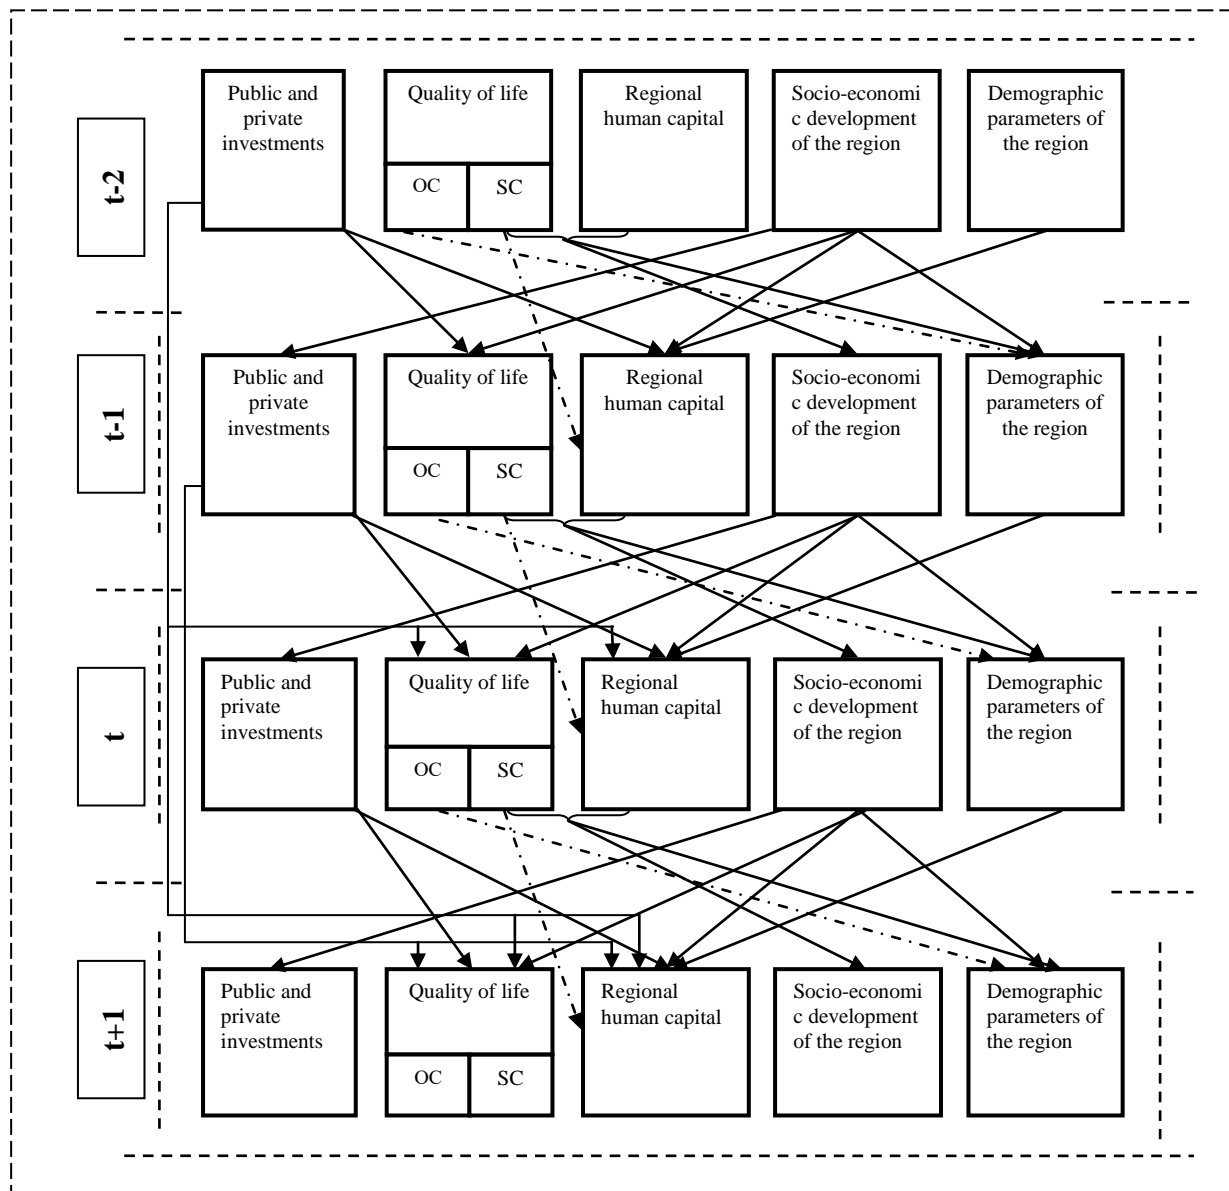 t-2
Public and
private
investments
Quality of life
OC
SC
Regional
human capital
Socio-economi
c development
of the region
Demographic
parameters of
the region
t-1
Public and
private
investments
Quality of life
OC
SC
Regional
human capital
Socio-economi
c development
of the region
Demographic
parameters of
the region
t
Public and
private
investments
Quality of life
OC
SC
Regional
human capital
Socio-economi
c development
of the region
Demographic
parameters of
the region
t+1
Public and
private
investments
Quality of life
OC
SC
Regional
human capital
Socio-economi
c development
of the region
Demographic
parameters of
the region